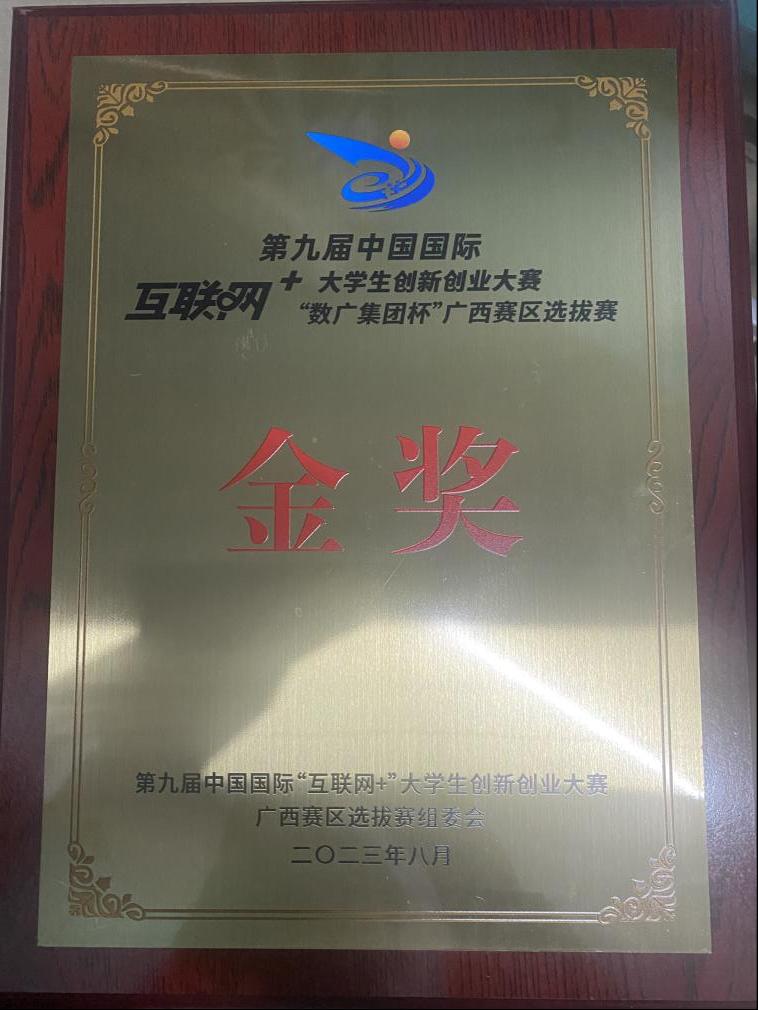 第九届中国国际
互联网+大学生创新创业大赛
“数广集团杯”广西赛区选拔赛
金奖
第九届中国国际“互联网+”大学生创新创业大赛
广西赛区选拔赛组委会
二〇二三年八月